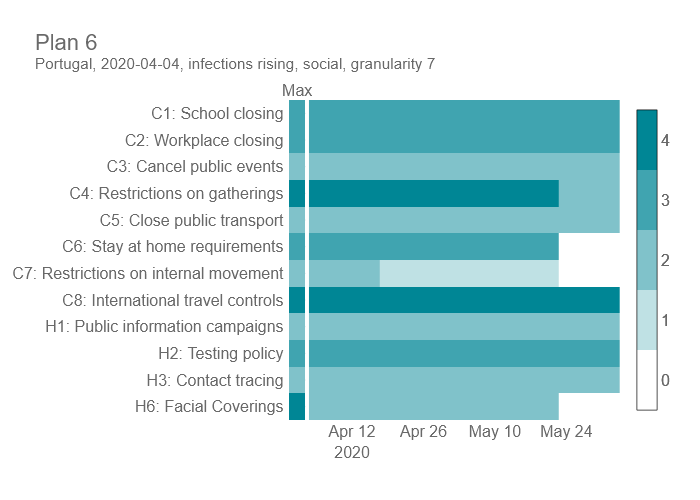 Plan 6
Portugal, 2020-04-04, infections rising, social, granularity 7
Max
C1: School closing
C2: Workplace closing
C3: Cancel public events
C4: Restrictions on gatherings
C5: Close public transport
C6: Stay at home requirements
C7: Restrictions on internal movement
C8: International travel controls
H1: Public information campaigns
H2: Testing policy
H3: Contact tracing
H6: Facial Coverings
Apr 12 Apr 26 May 10 May 24
2020
4
3
2
1
0